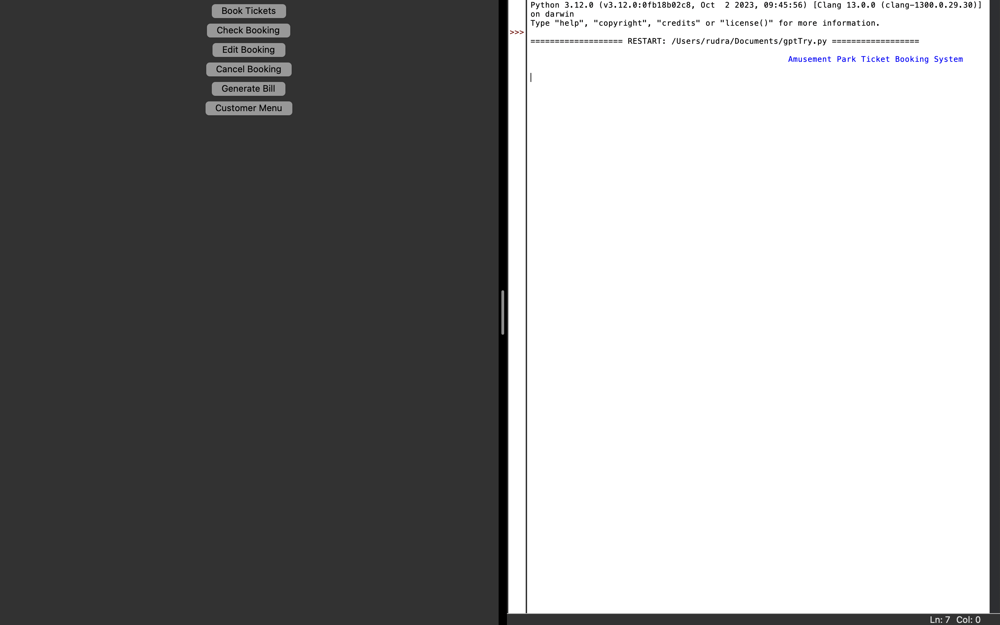 Book Tickets
Check Booking
Edit Booking
Cancel Booking
Generate Bill
Customer Menu
Python 3.12.0 (v3.12.0:0fb18b02c8, Oct  2 2023, 09:45:56) [Clang 13.0.0 (clang-1300.0.29.30)]
on darwin
Type "help", "copyright", "credits" or "license()" for more information.
>>>
=================== RESTART: /Users/rudra/Documents/gptTry.py ==================
Amusement Park Ticket Booking System
Ln: 7 Col: 0